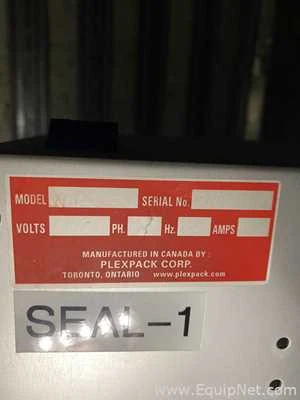 MODEL SERIAL No.
VOLTS PH. Hz. AMPS
MANUFACTURED IN CANADA BY :
PLEXPACK CORP.
TORONTO, ONTARIO www.plexpack.com
SEAL-1
www.EquipNet.com